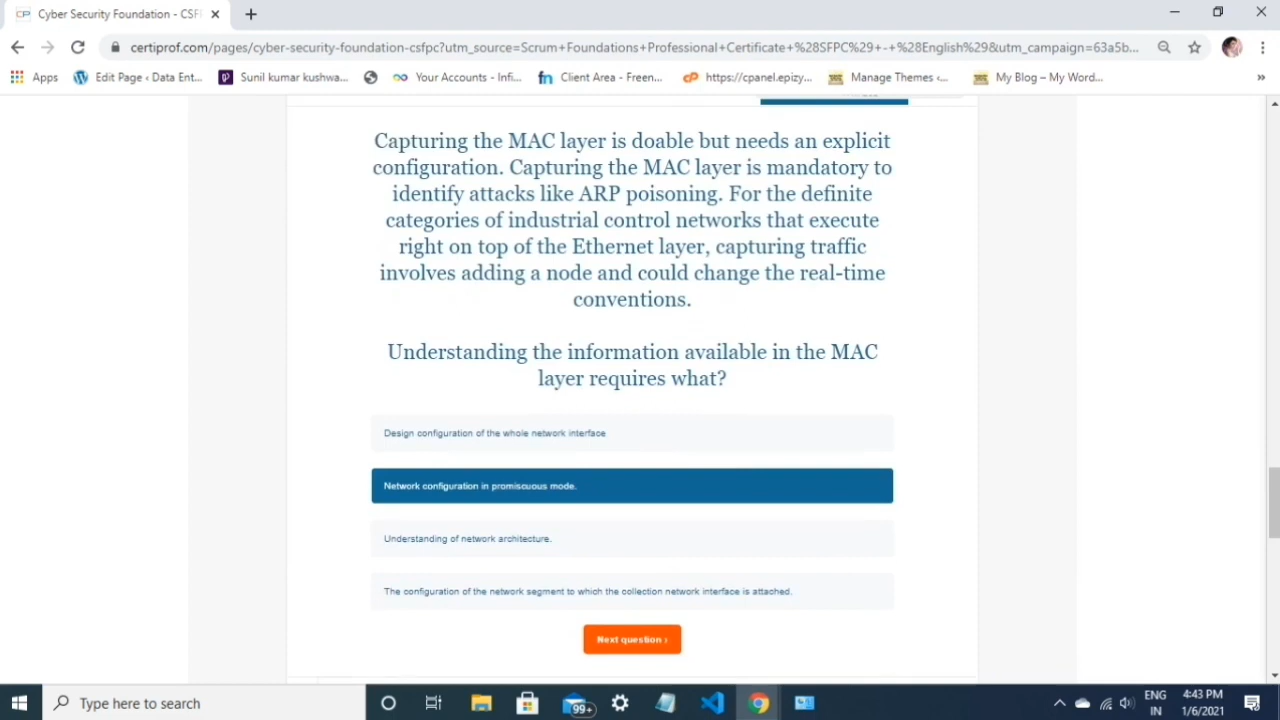 Cyber Security Foundation - CSFI
certiprof.com/pages/cyber-security-foundation-csfpc?utm_source=Scrum+Foundations+Professional+Certificate+%28SFPC%29+-+%28English%29&utm_campaign=63a5b...
Apps Edit Page ‹ Data Ent... Sunil kumar kushwa... Your Accounts - Infi... Client Area - Freen... https://cpanel.epizy... Manage Themes ‹... My Blog – My Word... »
Capturing the MAC layer is doable but needs an explicit
configuration. Capturing the MAC layer is mandatory to
identify attacks like ARP poisoning. For the definite
categories of industrial control networks that execute
right on top of the Ethernet layer, capturing traffic
involves adding a node and could change the real-time
conventions.
Understanding the information available in the MAC
layer requires what?
Design configuration of the whole network interface
Network configuration in promiscuous mode.
Understanding of network architecture.
The configuration of the network segment to which the collection network interface is attached.
Next question ›
Type here to search
99+
ENG
IN
4:43 PM
1/6/2021